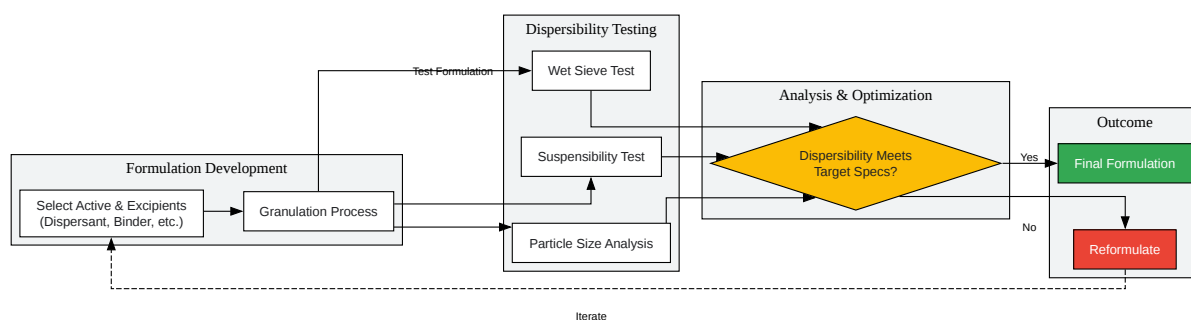 Formulation Development
Select Active & Excipients
(Dispersant, Binder, etc.)
Granulation Process
Test Formulation
Dispersibility Testing
Wet Sieve Test
Suspensibility Test
Particle Size Analysis
Analysis & Optimization
Dispersibility Meets
Target Specs?
Yes
No
Outcome
Final Formulation
Reformulate
Iterate